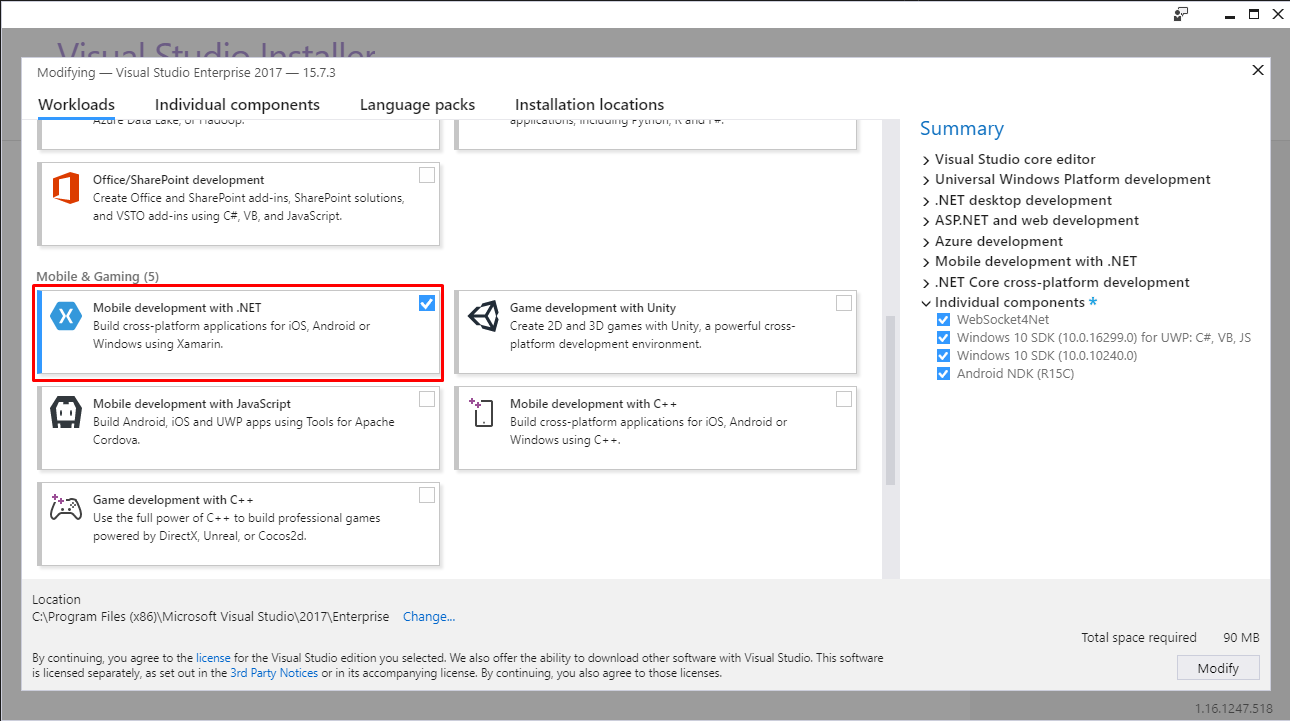 Visual Studio Installer
Modifying — Visual Studio Enterprise 2017 — 15.7.3
Workloads
Individual components
Language packs
Installation locations
Azure Data Lake, or Hadoop.
applications, including Python, R and F#.
Office/SharePoint development
Create Office and SharePoint add-ins, SharePoint solutions,
and VSTO add-ins using C#, VB, and JavaScript.
Mobile & Gaming (5)
Mobile development with .NET
Build cross-platform applications for iOS, Android or
Windows using Xamarin.
Game development with Unity
Create 2D and 3D games with Unity, a powerful cross-
platform development environment.
Mobile development with JavaScript
Build Android, iOS and UWP apps using Tools for Apache
Cordova.
Mobile development with C++
Build cross-platform applications for iOS, Android or
Windows using C++.
Game development with C++
Use the full power of C++ to build professional games
powered by DirectX, Unreal, or Cocos2d.
Summary
Visual Studio core editor
Universal Windows Platform development
.NET desktop development
ASP.NET and web development
Azure development
Mobile development with .NET
.NET Core cross-platform development
Individual components *
WebSocket4Net
Windows 10 SDK (10.0.16299.0) for UWP: C#, VB, JS
Windows 10 SDK (10.0.10240.0)
Android NDK (R15C)
Location
C:\Program Files (x86)\Microsoft Visual Studio\2017\Enterprise Change...
Total space required 90 MB
By continuing, you agree to the license for the Visual Studio edition you selected. We also offer the ability to download other software with Visual Studio. This software
is licensed separately, as set out in the 3rd Party Notices or in its accompanying license. By continuing, you also agree to those licenses.
Modify
1.16.1247.518